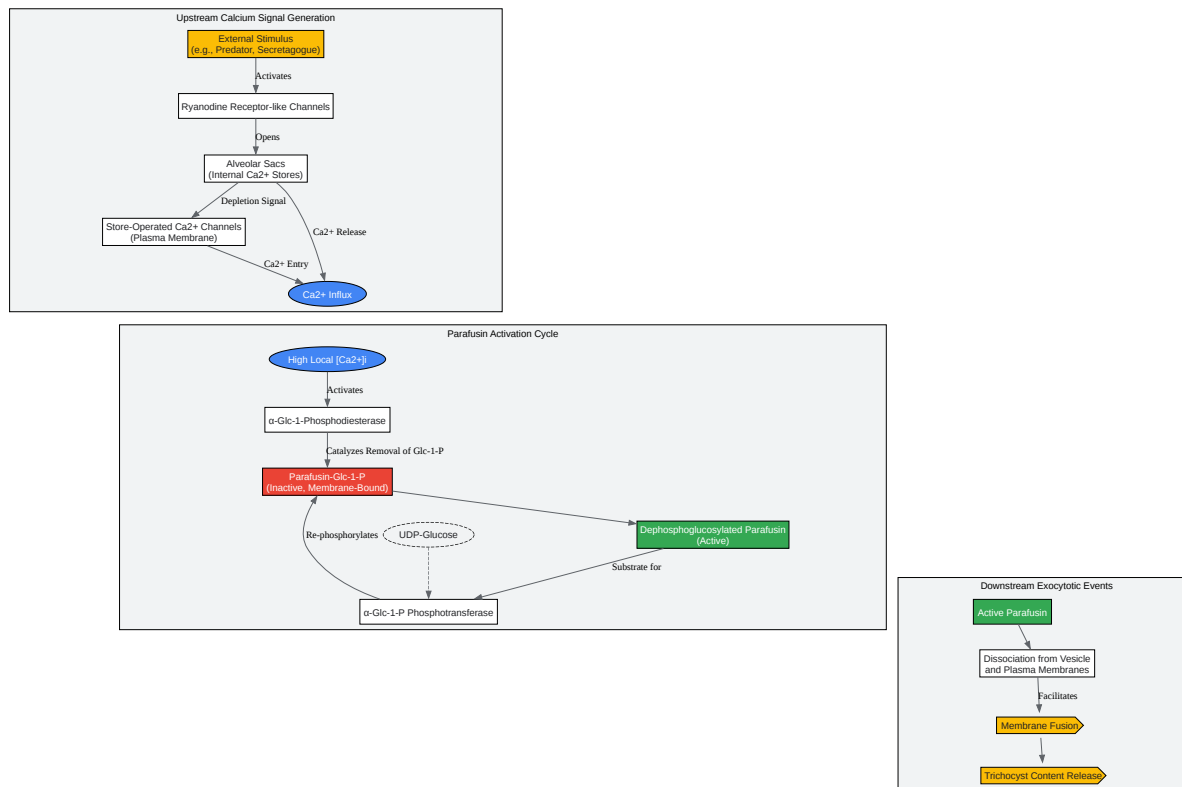 Upstream Calcium Signal Generation
External Stimulus
(e.g., Predator, Secretagogue)
Activates
Ryanodine Receptor-like Channels
Opens
Alveolar Sacs
(Internal Ca2+ Stores)
Depletion Signal
Store-Operated Ca2+ Channels
(Plasma Membrane)
Ca2+ Release
Ca2+ Entry
Ca2+ Influx
Parafusin Activation Cycle
High Local [Ca2+]i
Activates
α-Glc-1-Phosphodiesterase
Catalyzes Removal of Glc-1-P
Parafusin-Glc-1-P
(Inactive, Membrane-Bound)
Re-phosphorylates
UDP-Glucose
Dephosphoglucosylated Parafusin
(Active)
Substrate for
α-Glc-1-P Phosphotransferase
Downstream Exocytotic Events
Active Parafusin
Dissociation from Vesicle
and Plasma Membranes
Facilitates
Membrane Fusion
Trichocyst Content Release